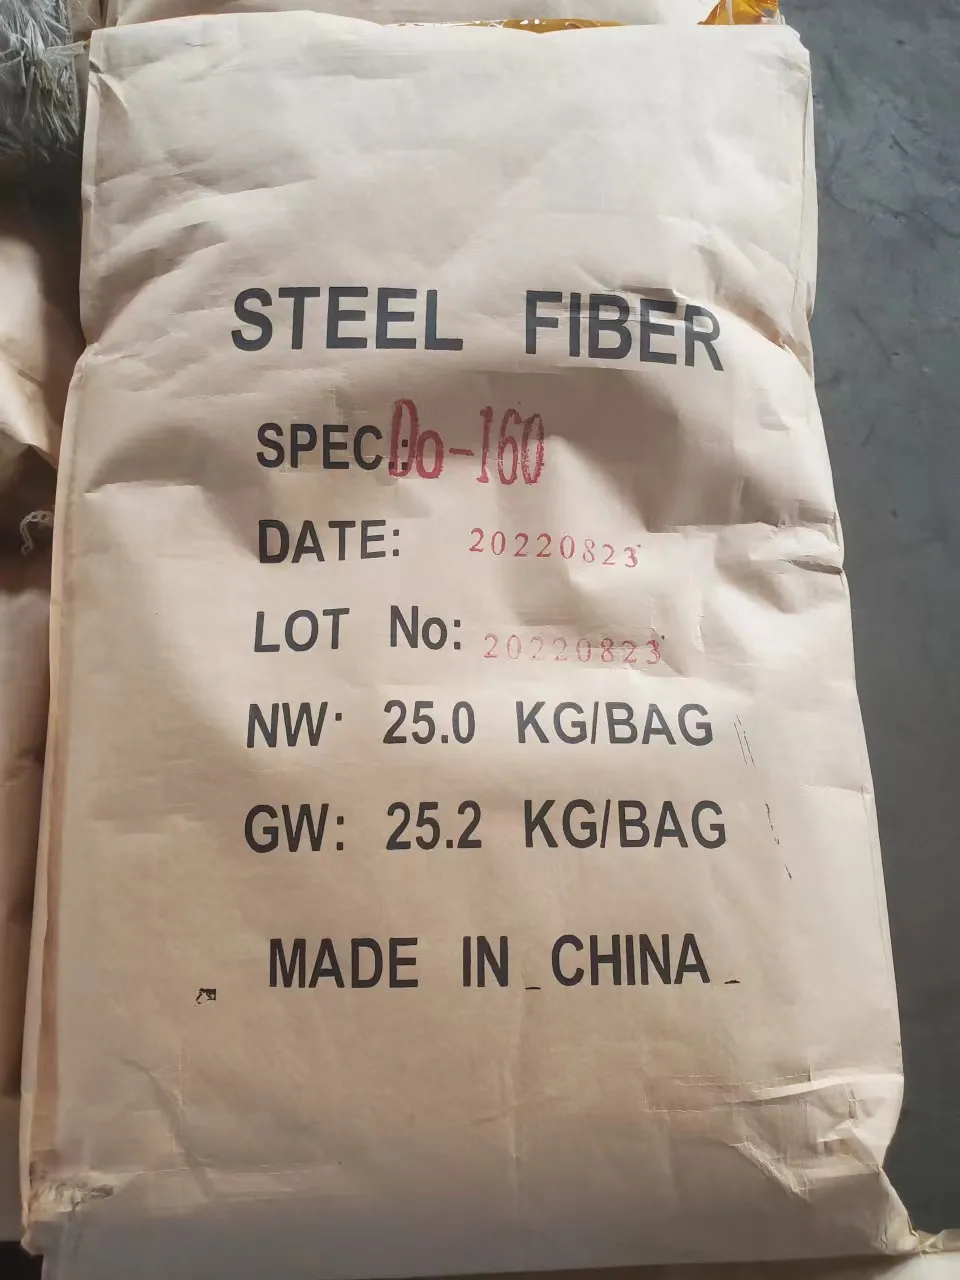 STEEL FIBER
SPEC: Do-160
DATE: 20220823
LOT No: 20220823
NW: 25.0 KG/BAG
GW: 25.2 KG/BAG
MADE IN CHINA